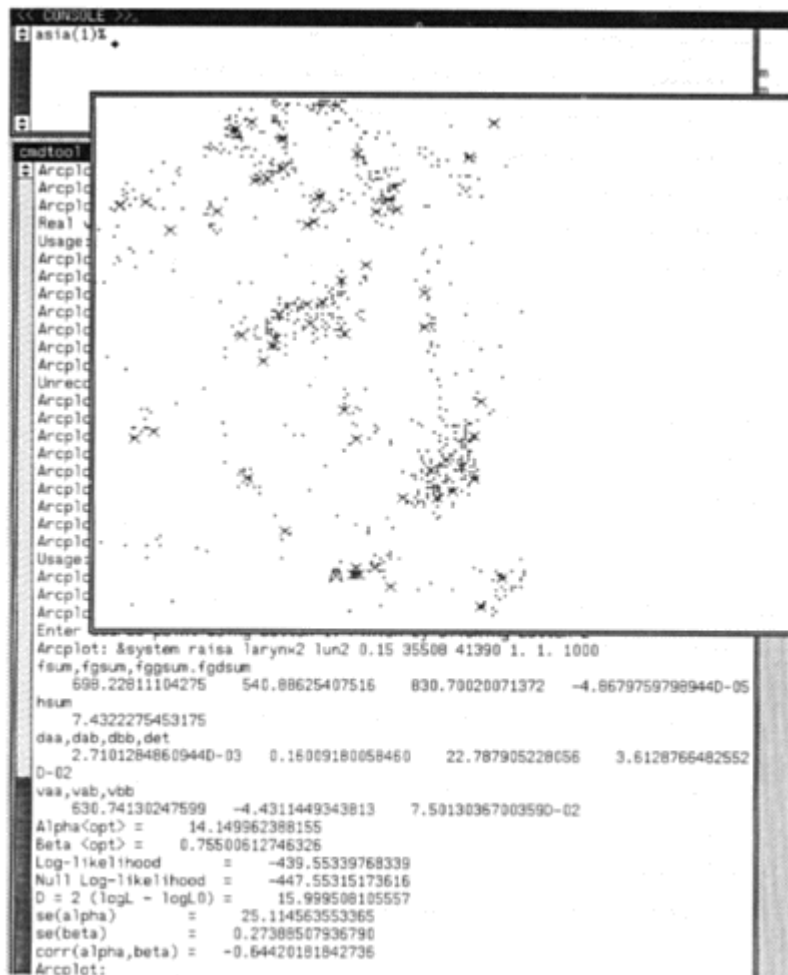 << CONSOLE >>
asia(1)%
cmdtool
Arcplo
Arcplo
Arcplo
Real v
Usage:
Arcplo
Arcplo
Arcplo
Arcplo
Arcplo
Arcplo
Arcplo
Unreco
Arcplo
Arcplo
Arcplo
Arcplo
Arcplo
Arcplo
Arcplo
Arcplo
Arcplo
Usage:
Arcplo
Arcplo
Arcplo
Enter
Arcplot: &system raisa larynx2 lun2 0.15 35508 41390 1. 1. 1000
fsum,fgsum,fggsum.fgdsum
698.22811104275 540.88625407516 830.70020071372 -4.8679759798944D-05
hsum
7.4322275453175
daa,dab,dbb,det
2.7101284860944D-03 0.16009180058460 22.787905228056 3.6128766482552
D-02
vaa,vab,vbb
630.74130247599 -4.4311449343813 7.5013036700359D-02
Alpha<opt> = 14.149962388155
Beta <opt> = 0.75500612746326
Log-likelihood = -439.55339768339
Null Log-likelihood = -447.55315173616
D = 2 (logL - logL0) = 15.999508105557
se(alpha) = 25.114563553365
se(beta) = 0.27388507936790
corr(alpha,beta) = -0.64420181842736
Arcplot: